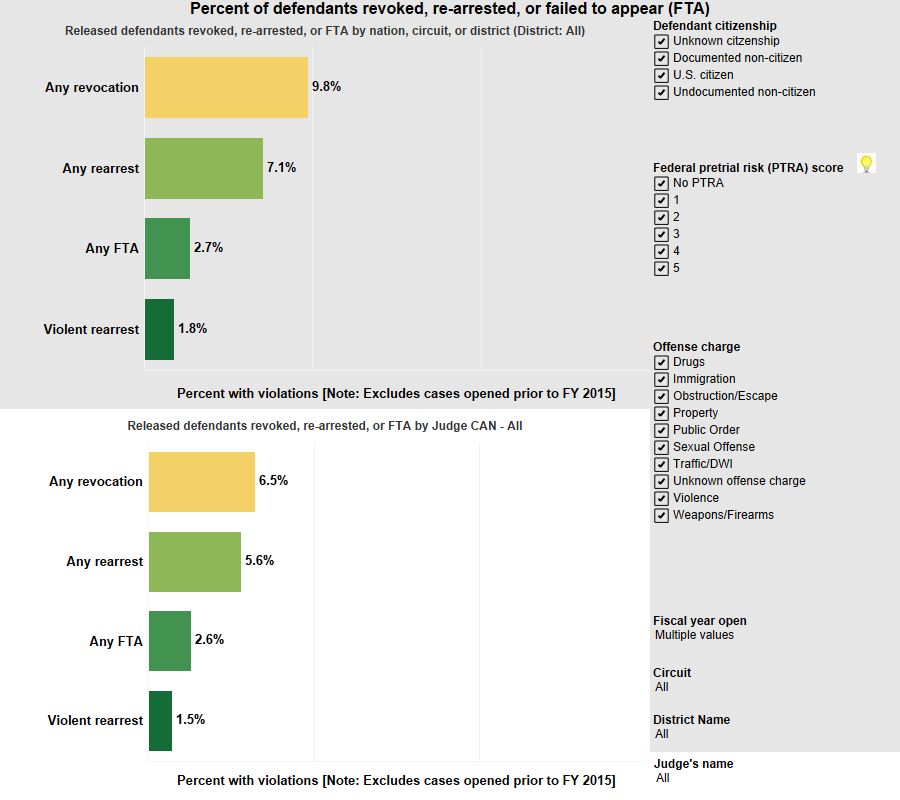 Percent of defendants revoked, re-arrested, or failed to appear (FTA)
Released defendants revoked, re-arrested, or FTA by nation, circuit, or district (District: All)
Any revocation 9.8%
Any rearrest 7.1%
Any FTA 2.7%
Violent rearrest 1.8%
Percent with violations [Note: Excludes cases opened prior to FY 2015]
Released defendants revoked, re-arrested, or FTA by Judge CAN - All
Any revocation 6.5%
Any rearrest 5.6%
Any FTA 2.6%
Violent rearrest 1.5%
Percent with violations [Note: Excludes cases opened prior to FY 2015]
Defendant citizenship
Unknown citzenship
Documented non-citizen
U.S. citizen
Undocumented non-citizen
Federal pretrial risk (PTRA) score
No PTRA
1
2
3
4
5
Offense charge
Drugs
Immigration
Obstruction/Escape
Property
Public Order
Sexual Offense
Traffic/DWI
Unknown offense charge
Violence
Weapons/Firearms
Fiscal year open
Multiple values
Circuit
All
District Name
All
Judge's name
All